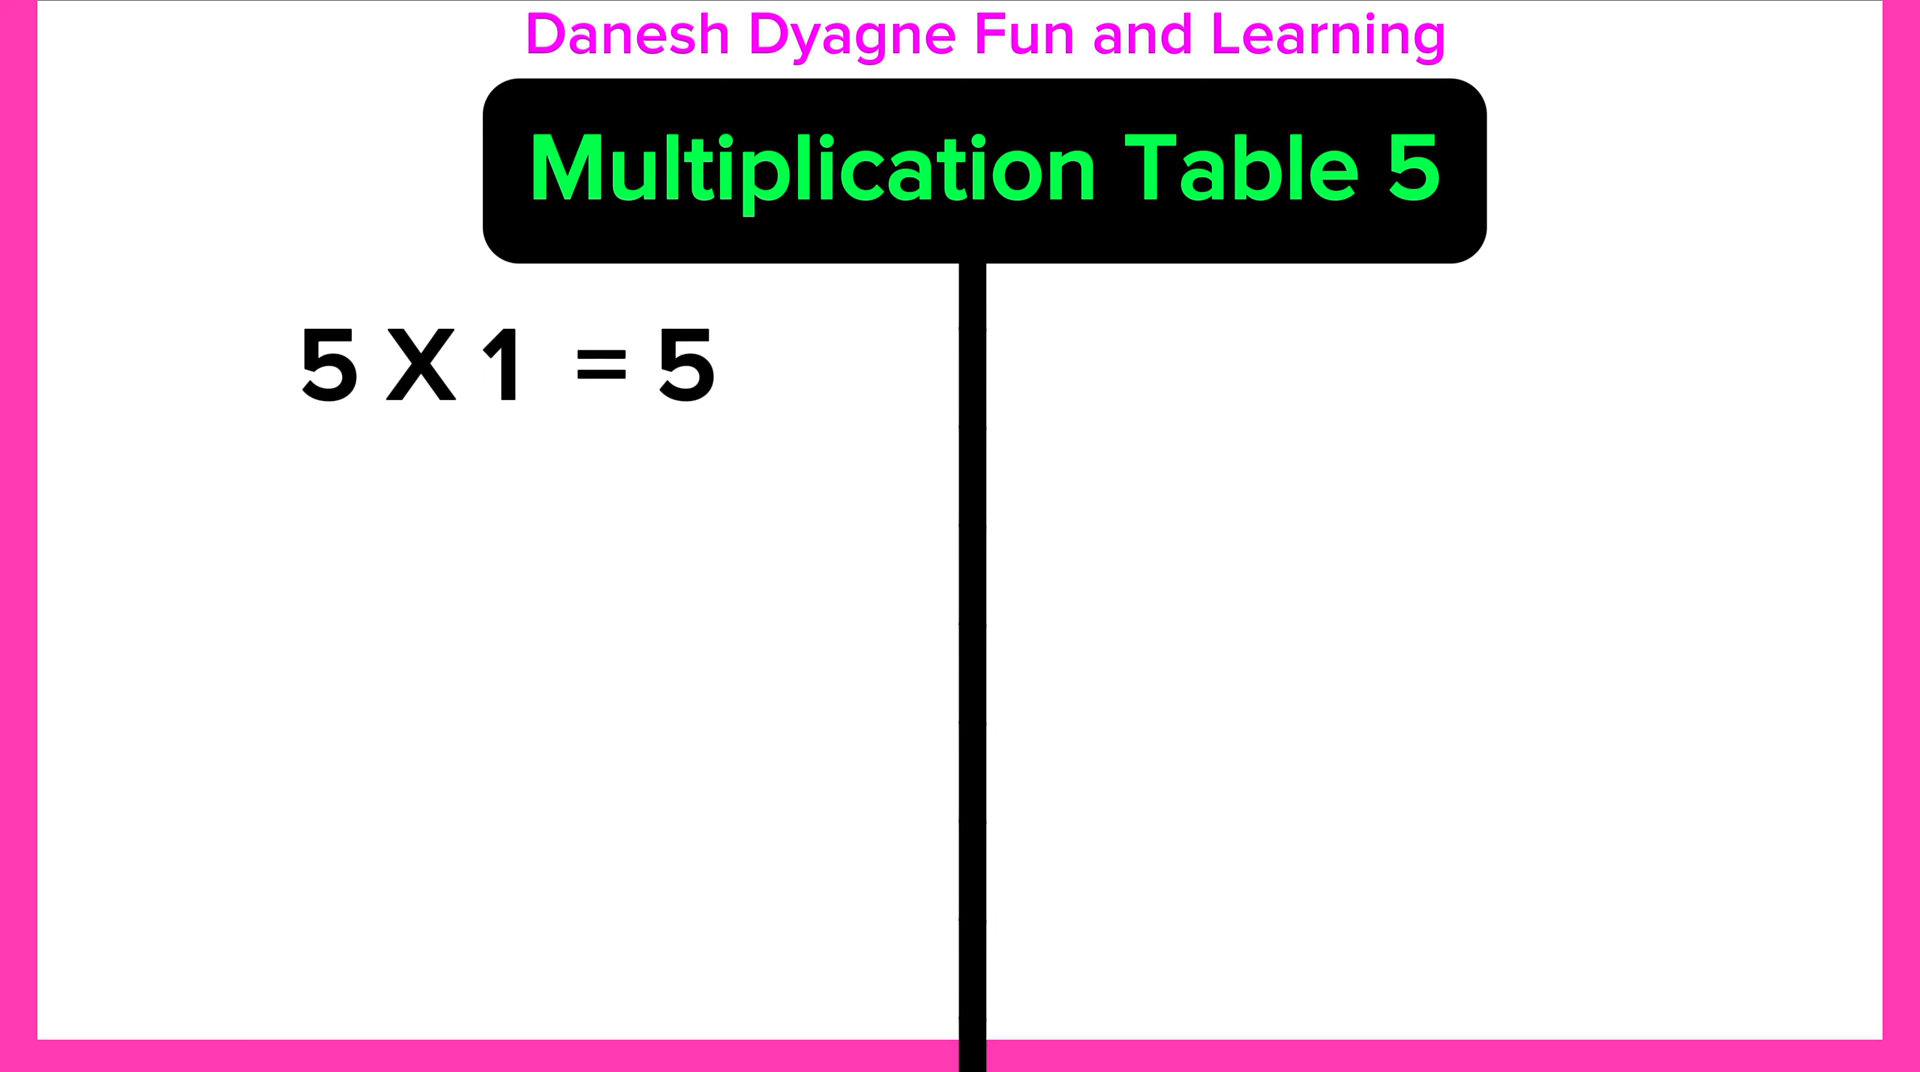 Danesh Dyagne Fun and Learning
Multiplication Table 5
5 X 1 = 5